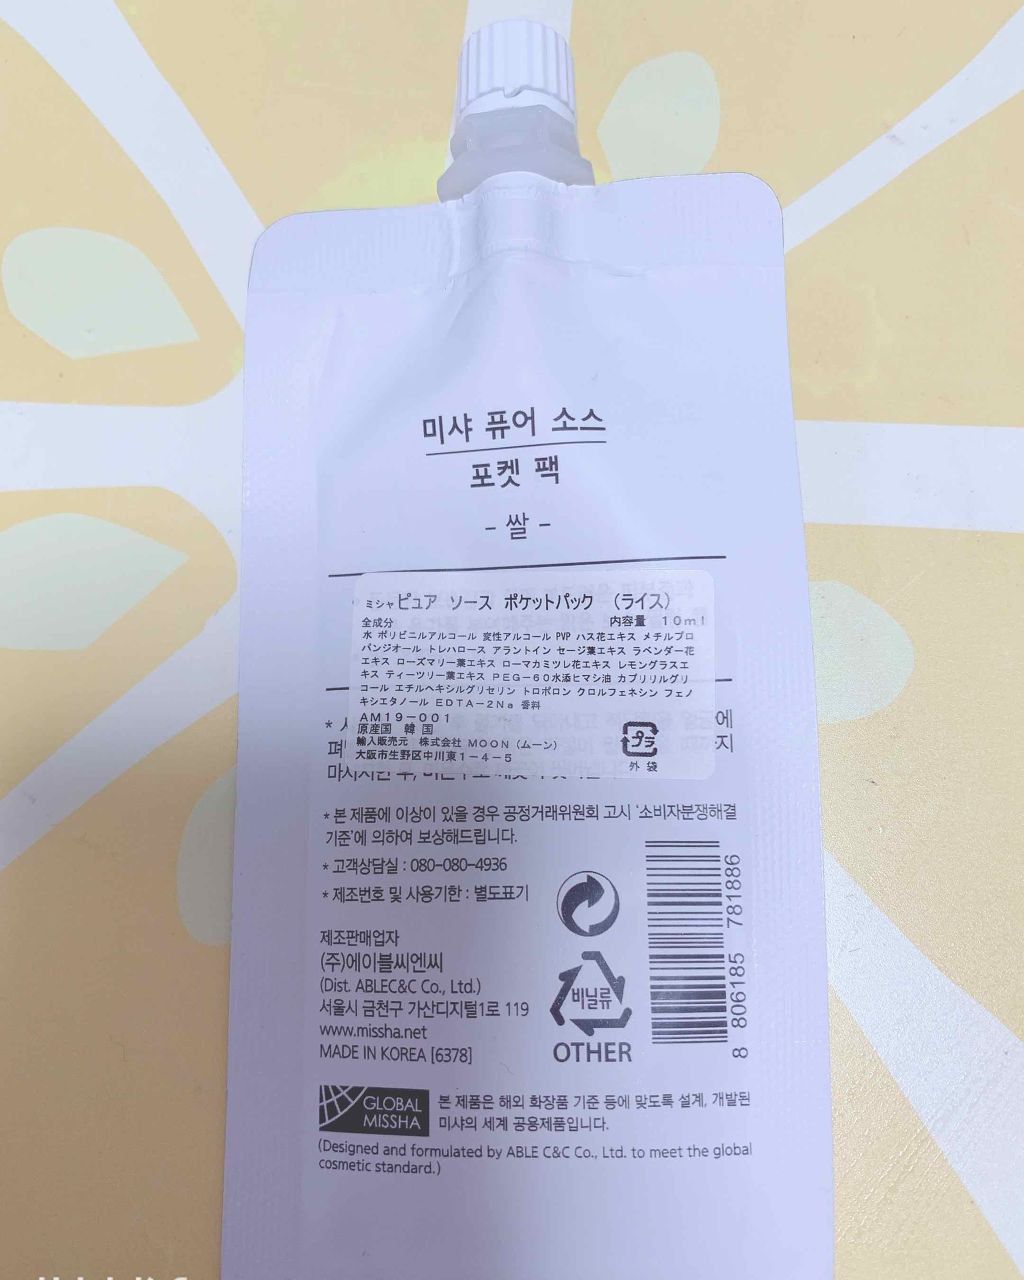 미샤 퓨어 소스
포켓 팩
- 쌀 -
ミシャピュア ソース ポケットパック （ライス）
全成分 内容量 10ml
水 ポリビニルアルコール 変性アルコール PVP ハス花エキス メチルプロ
パンジオール トレハロース アラントイン セージ葉エキス ラベンダー花
エキス ローズマリー葉エキス ローマカミツレ花エキス レモングラスエ
キス ティーツリー葉エキス PEG-60水添ヒマシ油 カプリリルグリ
コール エチルヘキシルグリセリン トロポロン クロルフェネシン フェノ
キシエタノール EDTA-2Na 香料
AM19-001
原産国 韓国
輸入販売元 株式会社 MOON（ムーン）
大阪市生野区中川東1-4-5
プラ
外袋
* 본 제품에 이상이 있을 경우 공정거래위원회 고시 '소비자분쟁해결
기준'에 의하여 보상해드립니다.
* 고객상담실 : 080-080-4936
* 제조번호 및 사용기한 : 별도표기
제조판매업자
(주)에이블씨엔씨
(Dist. ABLEC&C Co., Ltd.)
서울시 금천구 가산디지털1로 119
www.missha.net
MADE IN KOREA [6378]
비닐류
OTHER
8 806185 781886
GLOBAL
MISSHA
본 제품은 해외 화장품 기준 등에 맞도록 설계, 개발된
미샤의 세계 공용제품입니다.
(Designed and formulated by ABLE C&C Co., Ltd. to meet the global
cosmetic standard.)